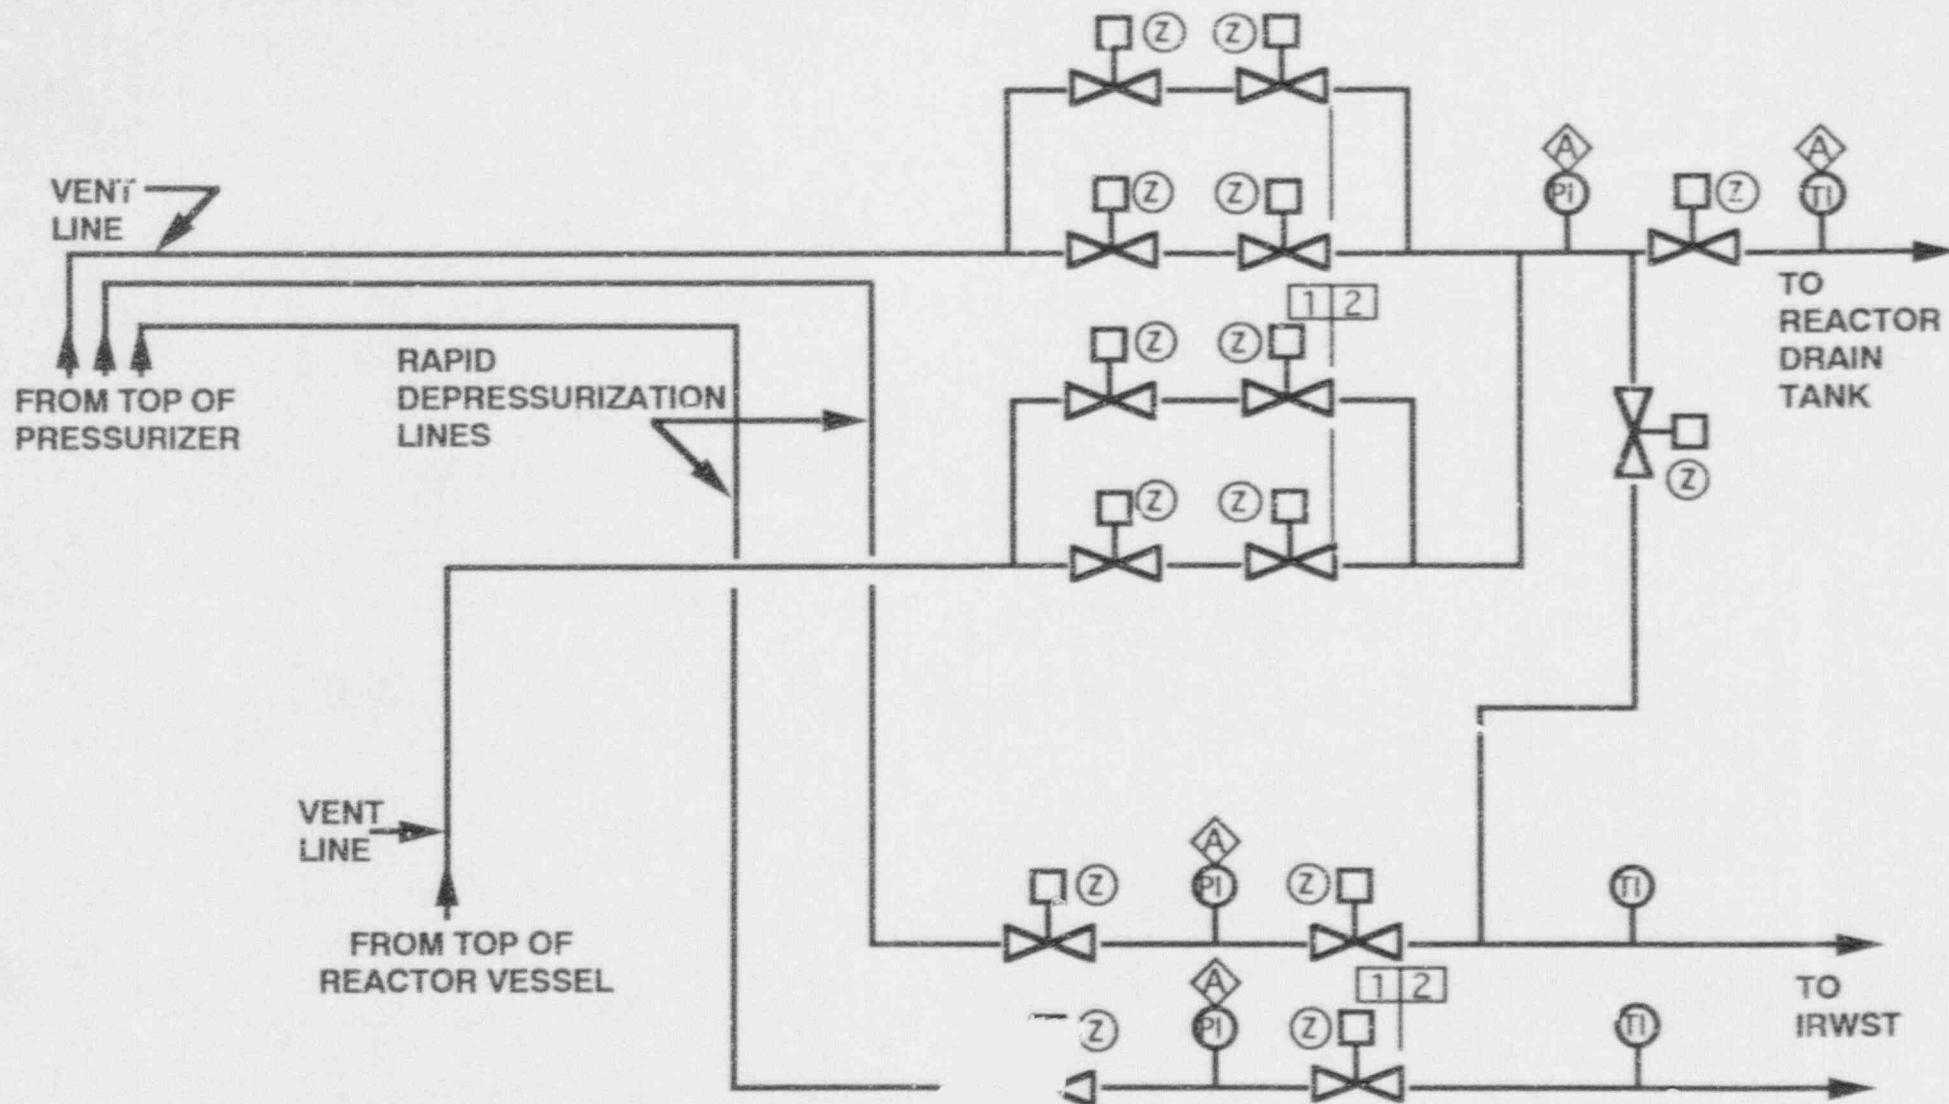 Z Z
A A
VENT
LINE
Z Z PI Z TI
1 2
TO
REACTOR
DRAIN
TANK
Z Z
RAPID
DEPRESSURIZATION
LINES
FROM TOP OF
PRESSURIZER
Z Z Z
VENT
LINE
A
Z PI Z TI
FROM TOP OF
REACTOR VESSEL
A 1 2
TO
IRWST
Z PI Z TI